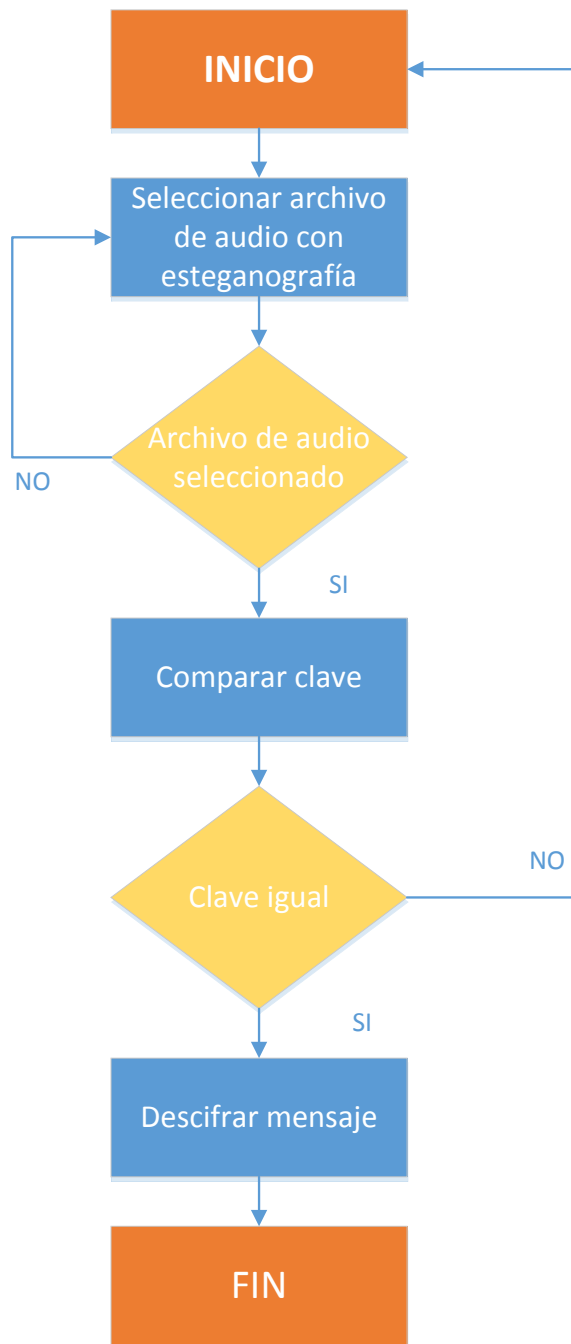 INICIO
Seleccionar archivo
de audio con
esteganografía
Archivo de audio
seleccionado
NO
SI
Comparar clave
Clave igual
NO
SI
Descifrar mensaje
FIN